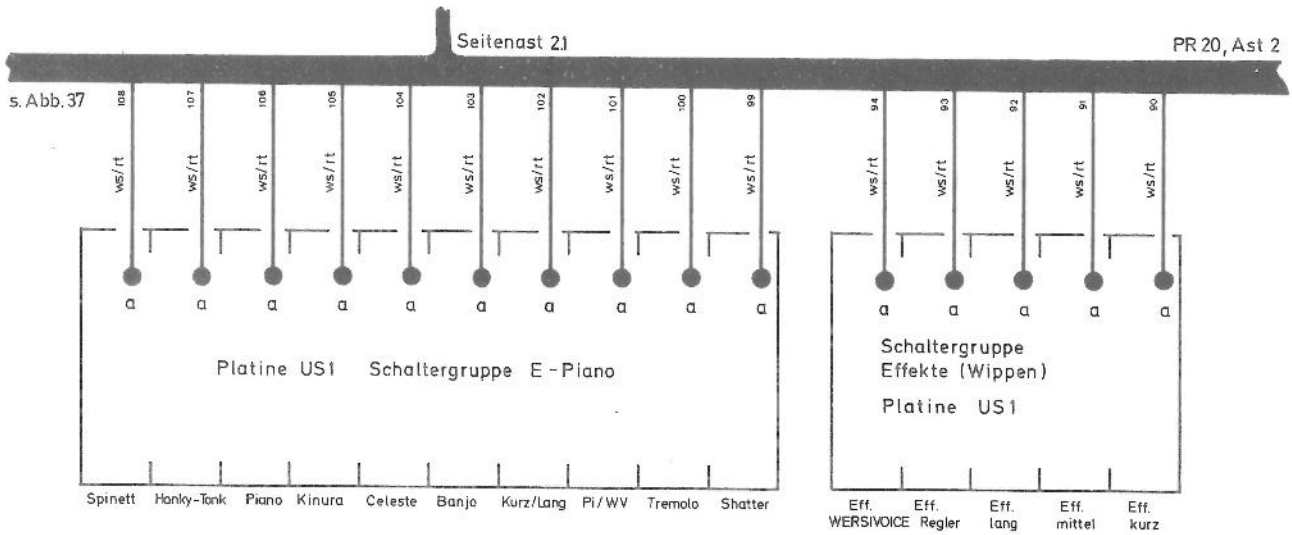 Seitenast 2.1
PR 20, Ast 2
s. Abb. 37
108 107 106 105 104 103 102 101 100 99 94 93 92 91 90
ws/rt ws/rt ws/rt ws/rt ws/rt ws/rt ws/rt ws/rt ws/rt ws/rt ws/rt ws/rt ws/rt ws/rt ws/rt
a a a a a a a a a a a a a a a
Platine US1 Schaltergruppe E-Piano
Schaltergruppe
Effekte (Wippen)
Platine US1
Spinett Honky-Tonk Piano Kinura Celeste Banjo Kurz/Lang Pi/WV Tremolo Shatter
Eff. WERSIVOICE
Eff. Regler
Eff. lang
Eff. mittel
Eff. kurz